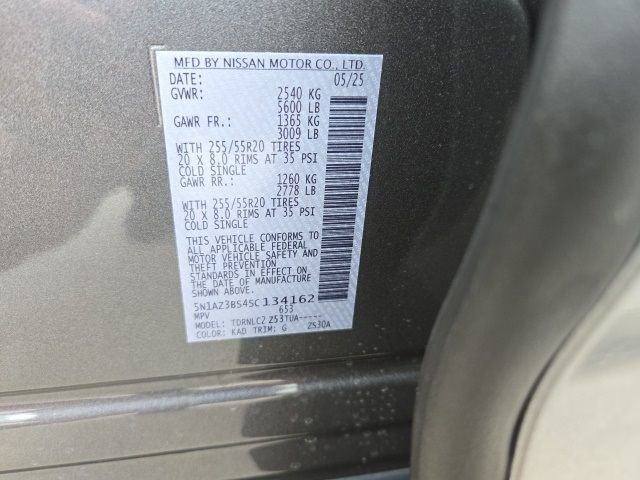 MFD BY NISSAN MOTOR CO., LTD.
DATE: 05/25
GVWR: 2540 KG
5600 LB
GAWR FR.: 1365 KG
3009 LB
WITH 255/55R20 TIRES
20 X 8.0 RIMS AT 35 PSI
COLD SINGLE
GAWR RR.: 1260 KG
2778 LB
WITH 255/55R20 TIRES
20 X 8.0 RIMS AT 35 PSI
COLD SINGLE
THIS VEHICLE CONFORMS TO
ALL APPLICABLE FEDERAL
MOTOR VEHICLE SAFETY AND
THEFT PREVENTION
STANDARDS IN EFFECT ON
THE DATE OF MANUFACTURE
SHOWN ABOVE.
5N1AZ3BS4SC134162
MPV 653
MODEL: TDRNLCZ Z53TUA-----
COLOR: KAD TRIM: G ZS30A